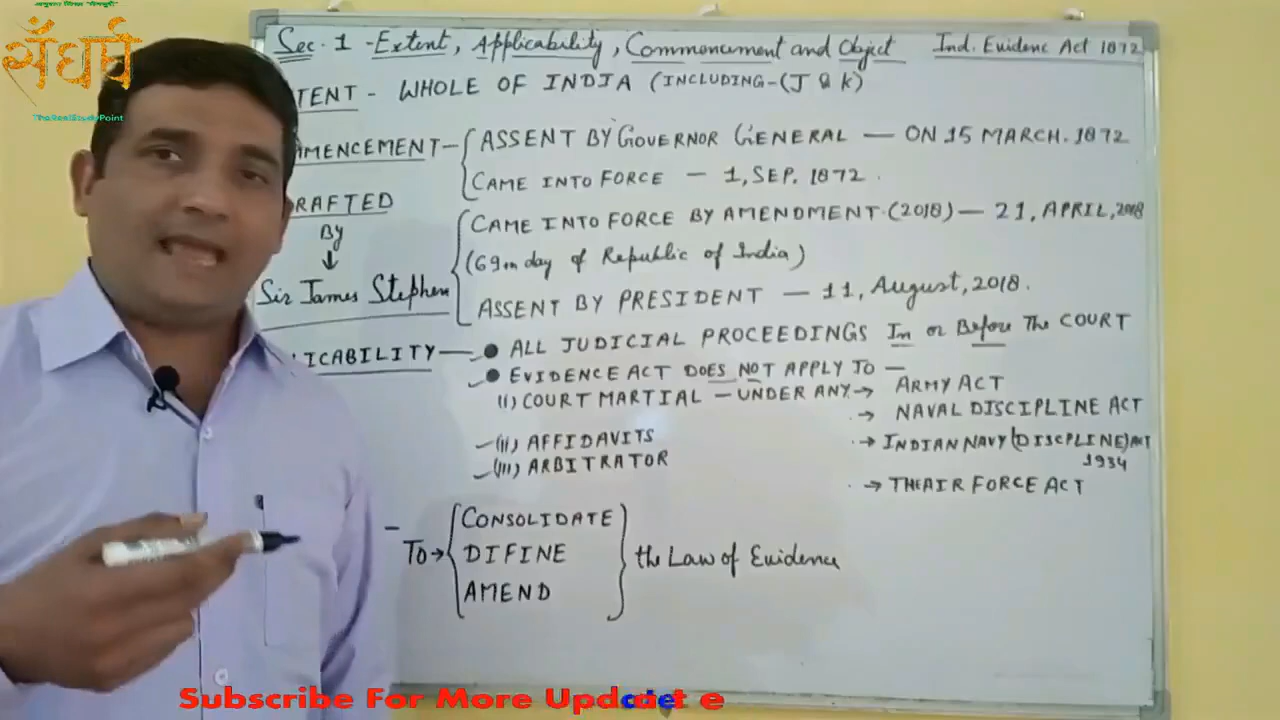 सँघर्ष
TheRealStudyPoint
Sec. 1 - Extent, Applicability, Commoncument and Object Ind. Evidenc Act 1872
TENT - WHOLE OF INDIA (INCLUDING-(J & K)
AMENCEMENT - ASSENT BY GOVERNOR GENERAL — ON 15 MARCH. 1872
CAME INTO FORCE - 1, SEP. 1872.
RAFTED
By
Sir James Stephen
CAME INTO FORCE BY AMENDMENT (2018) — 21, APRIL, 2018
(69th day of Republic of India)
ASSENT BY PRESIDENT — 11, August, 2018.
LICABILITY — ● ALL JUDICIAL PROCEEDINGS In or Before The COURT
● EVIDENCE ACT DOES NOT APPLY TO —
(I) COURT MARTIAL - UNDER ANY → ARMY ACT
→ NAVAL DISCIPLINE ACT
(II) AFFIDAVITS → INDIAN NAVY (DISCPLINE) ACT 1934
(III) ARBITRATOR → THE AIR FORCE ACT
- To → CONSOLIDATE
DIFINE the Law of Evidence
AMEND
Subscribe For More